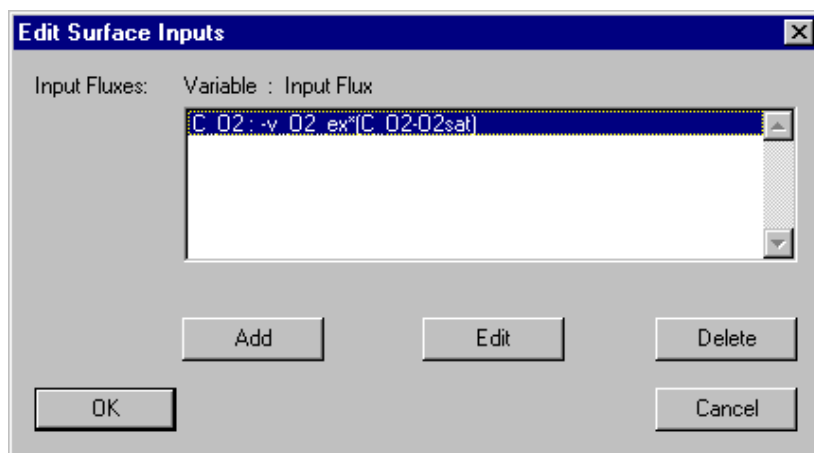 Edit Surface Inputs
Input Fluxes: Variable : Input Flux
C_O2 : -v_O2_ex*(C_O2-O2sat)
Add Edit Delete
OK Cancel